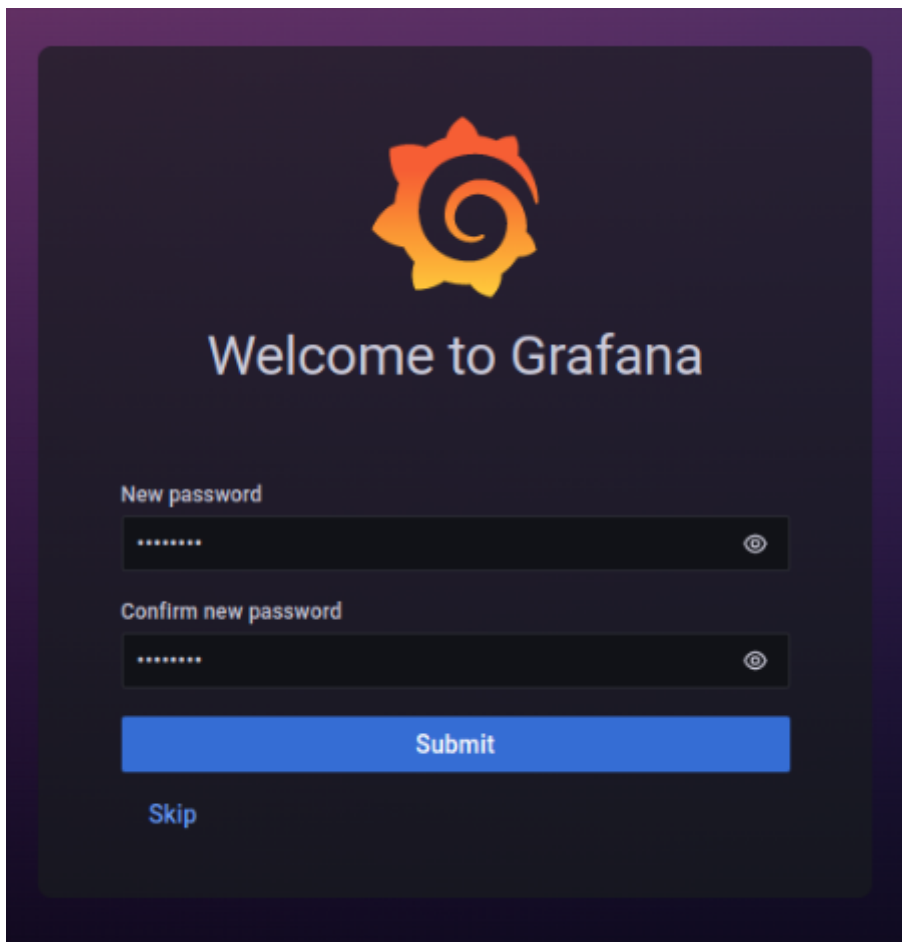 Welcome to Grafana
New password
••••••••
Confirm new password
••••••••
Submit
Skip